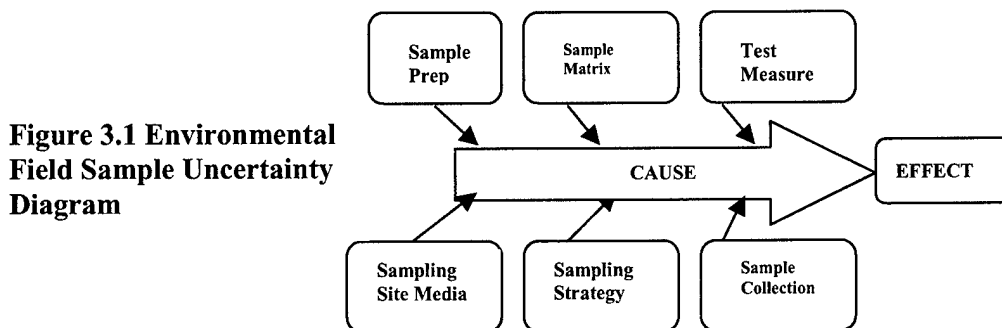 Sample
Prep
Sample
Matrix
Test
Measure
Figure 3.1 Environmental
Field Sample Uncertainty
Diagram
CAUSE
EFFECT
Sampling
Site Media
Sampling
Strategy
Sample
Collection